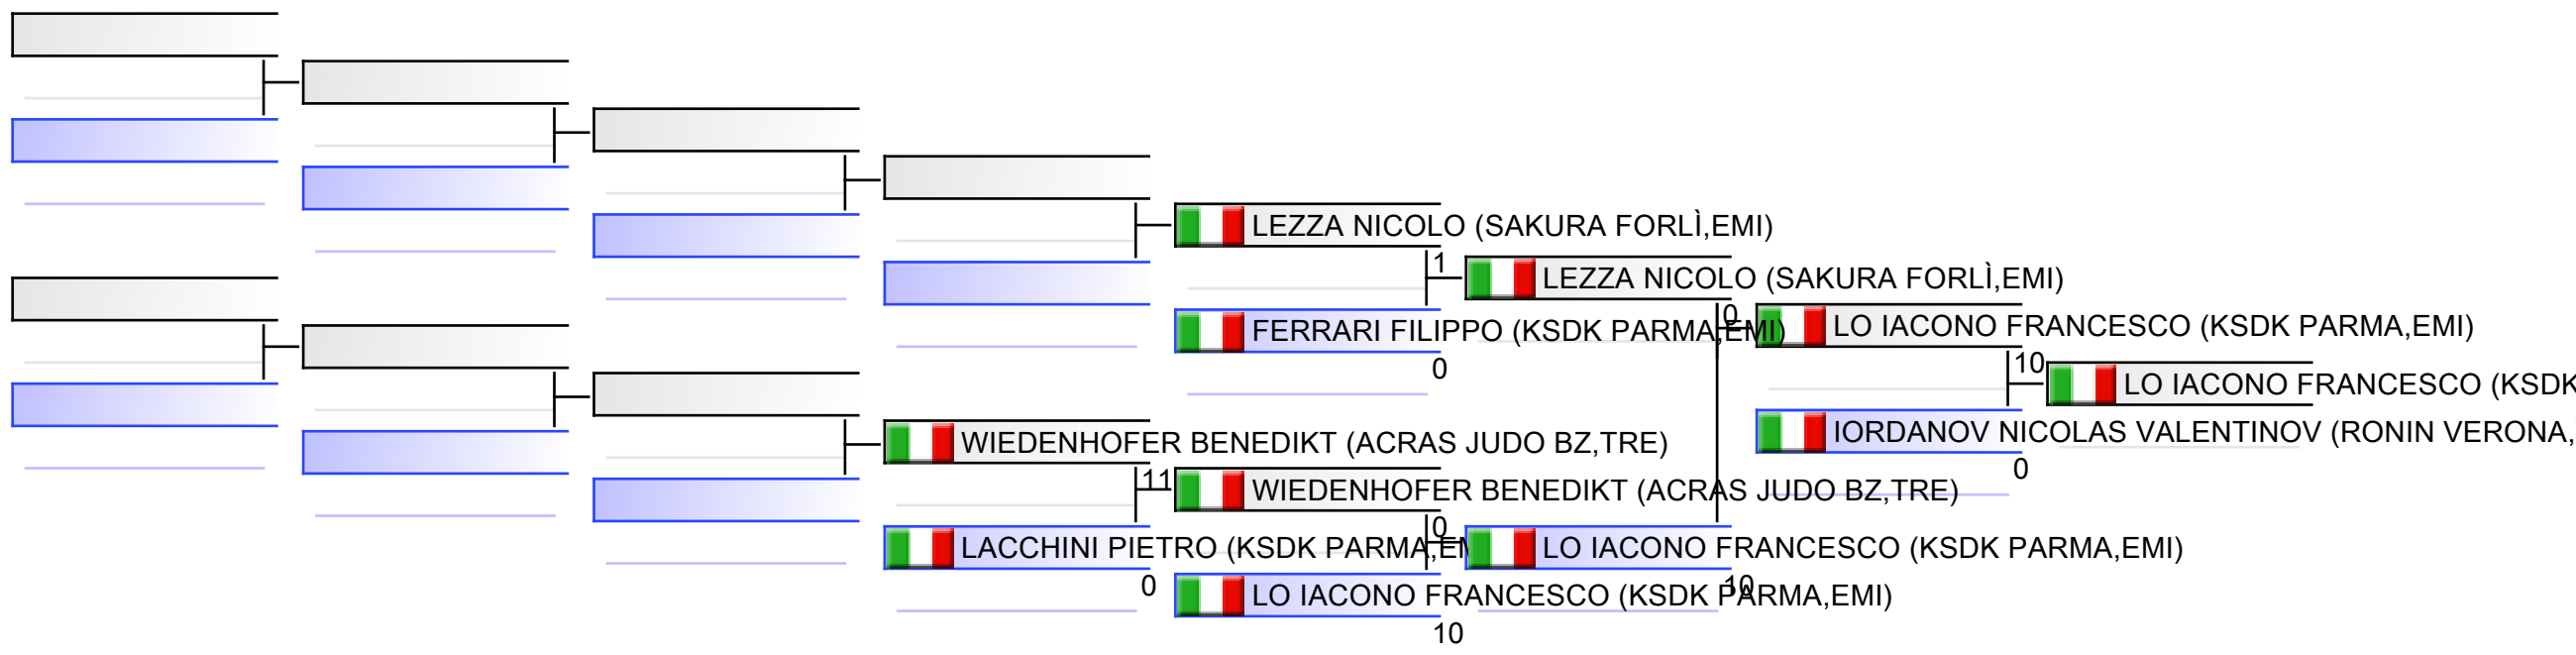 LEZZA NICOLO (SAKURA FORLÌ,EMI)
1
LEZZA NICOLO (SAKURA FORLÌ,EMI)
FERRARI FILIPPO (KSDK PARMA,EMI)
0
0
LO IACONO FRANCESCO (KSDK PARMA,EMI)
10
LO IACONO FRANCESCO (KSDK
IORDANOV NICOLAS VALENTINOV (RONIN VERONA,
0
WIEDENHOFER BENEDIKT (ACRAS JUDO BZ,TRE)
11
WIEDENHOFER BENEDIKT (ACRAS JUDO BZ,TRE)
LACCHINI PIETRO (KSDK PARMA,EM
0
0
LO IACONO FRANCESCO (KSDK PARMA,EMI)
10
LO IACONO FRANCESCO (KSDK PARMA,EMI)
10